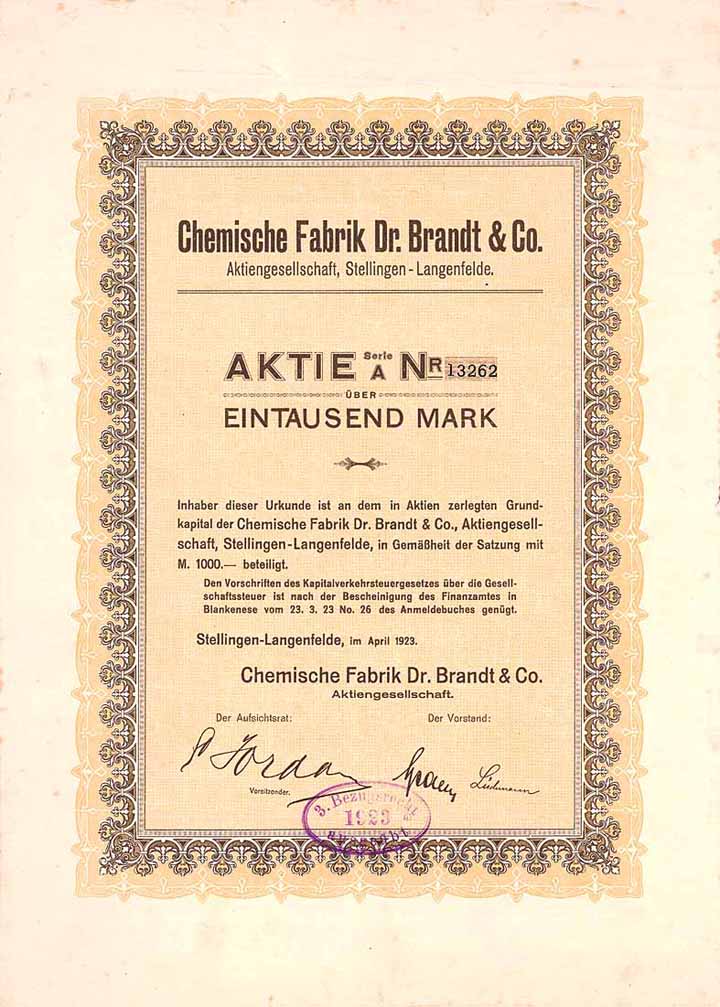 Chemische Fabrik Dr. Brandt & Co.
Aktiengesellschaft, Stellingen-Langenfelde.
AKTIE Serie A NR 13262
ÜBER
EINTAUSEND MARK
Inhaber dieser Urkunde ist an dem in Aktien zerlegten Grund-
kapital der Chemische Fabrik Dr. Brandt & Co., Aktiengesell-
schaft, Stellingen-Langenfelde, in Gemäßheit der Satzung mit
M. 1000.— beteiligt.
Den Vorschriften des Kapitalverkehrsteuergesetzes über die Gesell-
schaftssteuer ist nach der Bescheinigung des Finanzamtes in
Blankenese vom 23. 3. 23 No. 26 des Anmeldebuches genügt.
Stellingen-Langenfelde, im April 1923.
Chemische Fabrik Dr. Brandt & Co.
Aktiengesellschaft.
Der Aufsichtsrat:
Der Vorstand:
Jordan
Vorsitzender.
3. Bezugsrecht
1923
ausgeübt